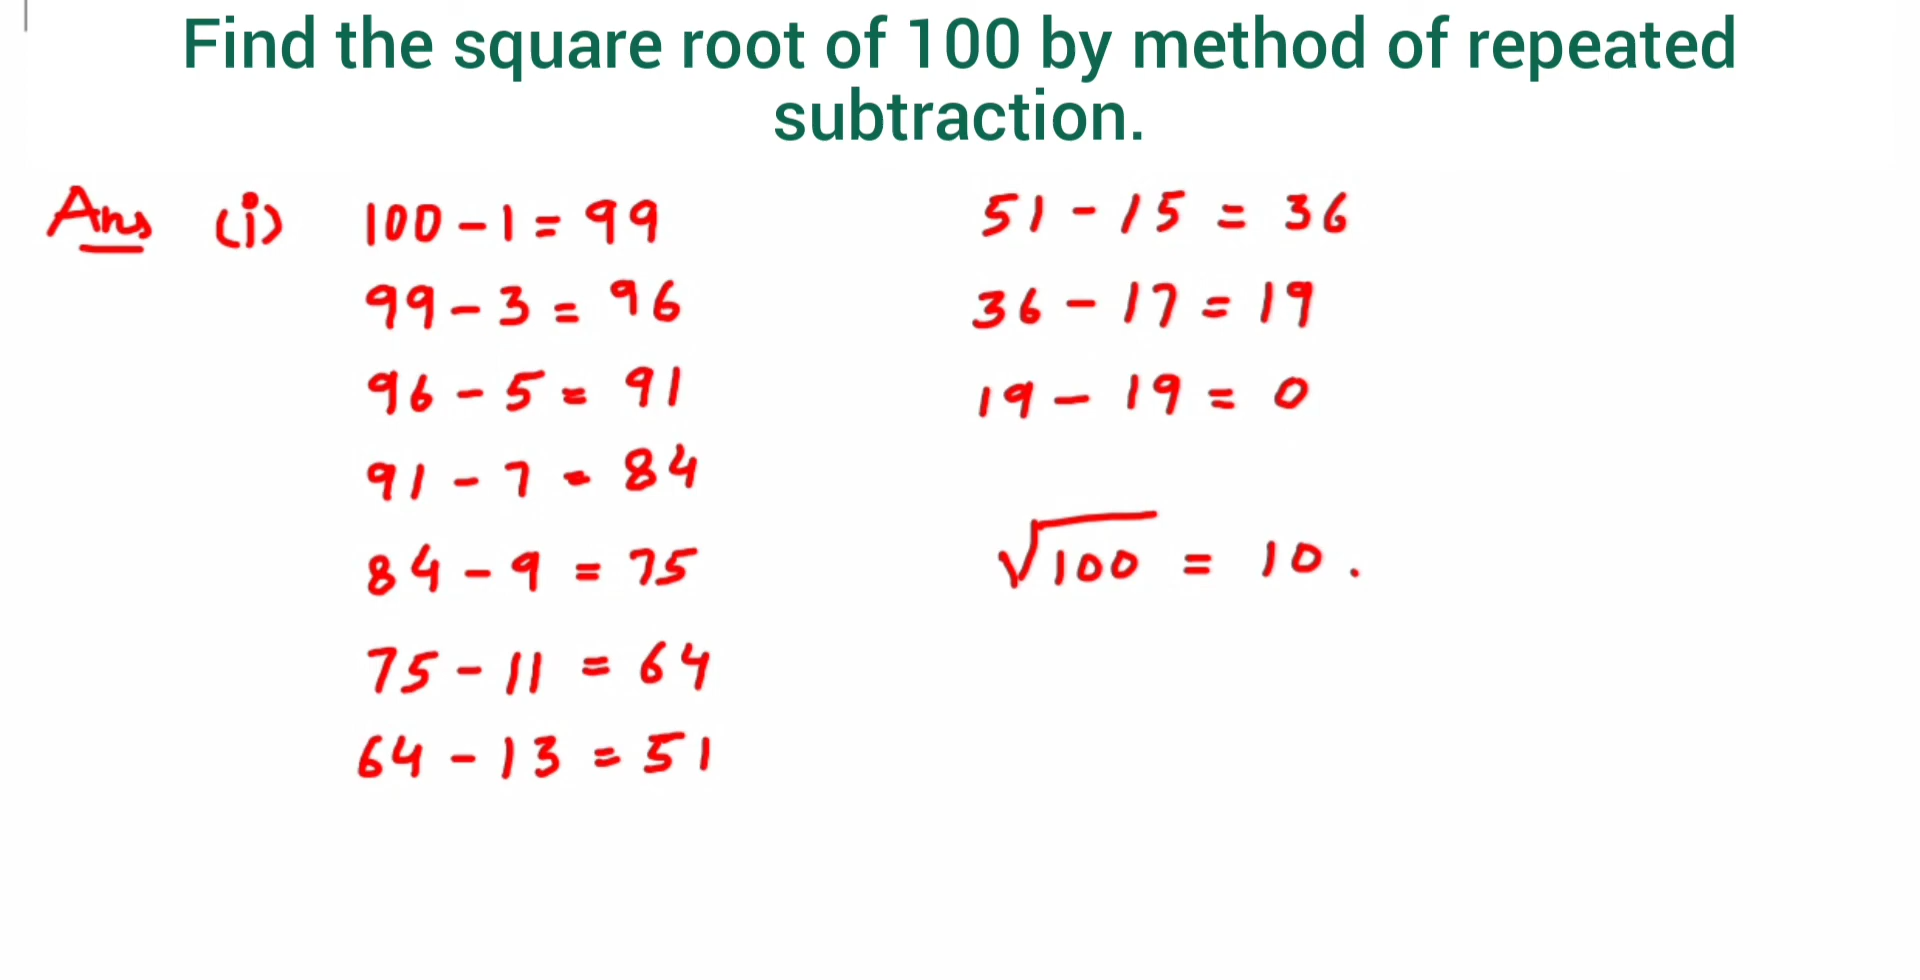 Find the square root of 100 by method of repeated
subtraction.
Ans (i) 100 - 1 = 99
99 - 3 = 96
96 - 5 = 91
91 - 7 = 84
84 - 9 = 75
75 - 11 = 64
64 - 13 = 51
51 - 15 = 36
36 - 17 = 19
19 - 19 = 0
√100 = 10.